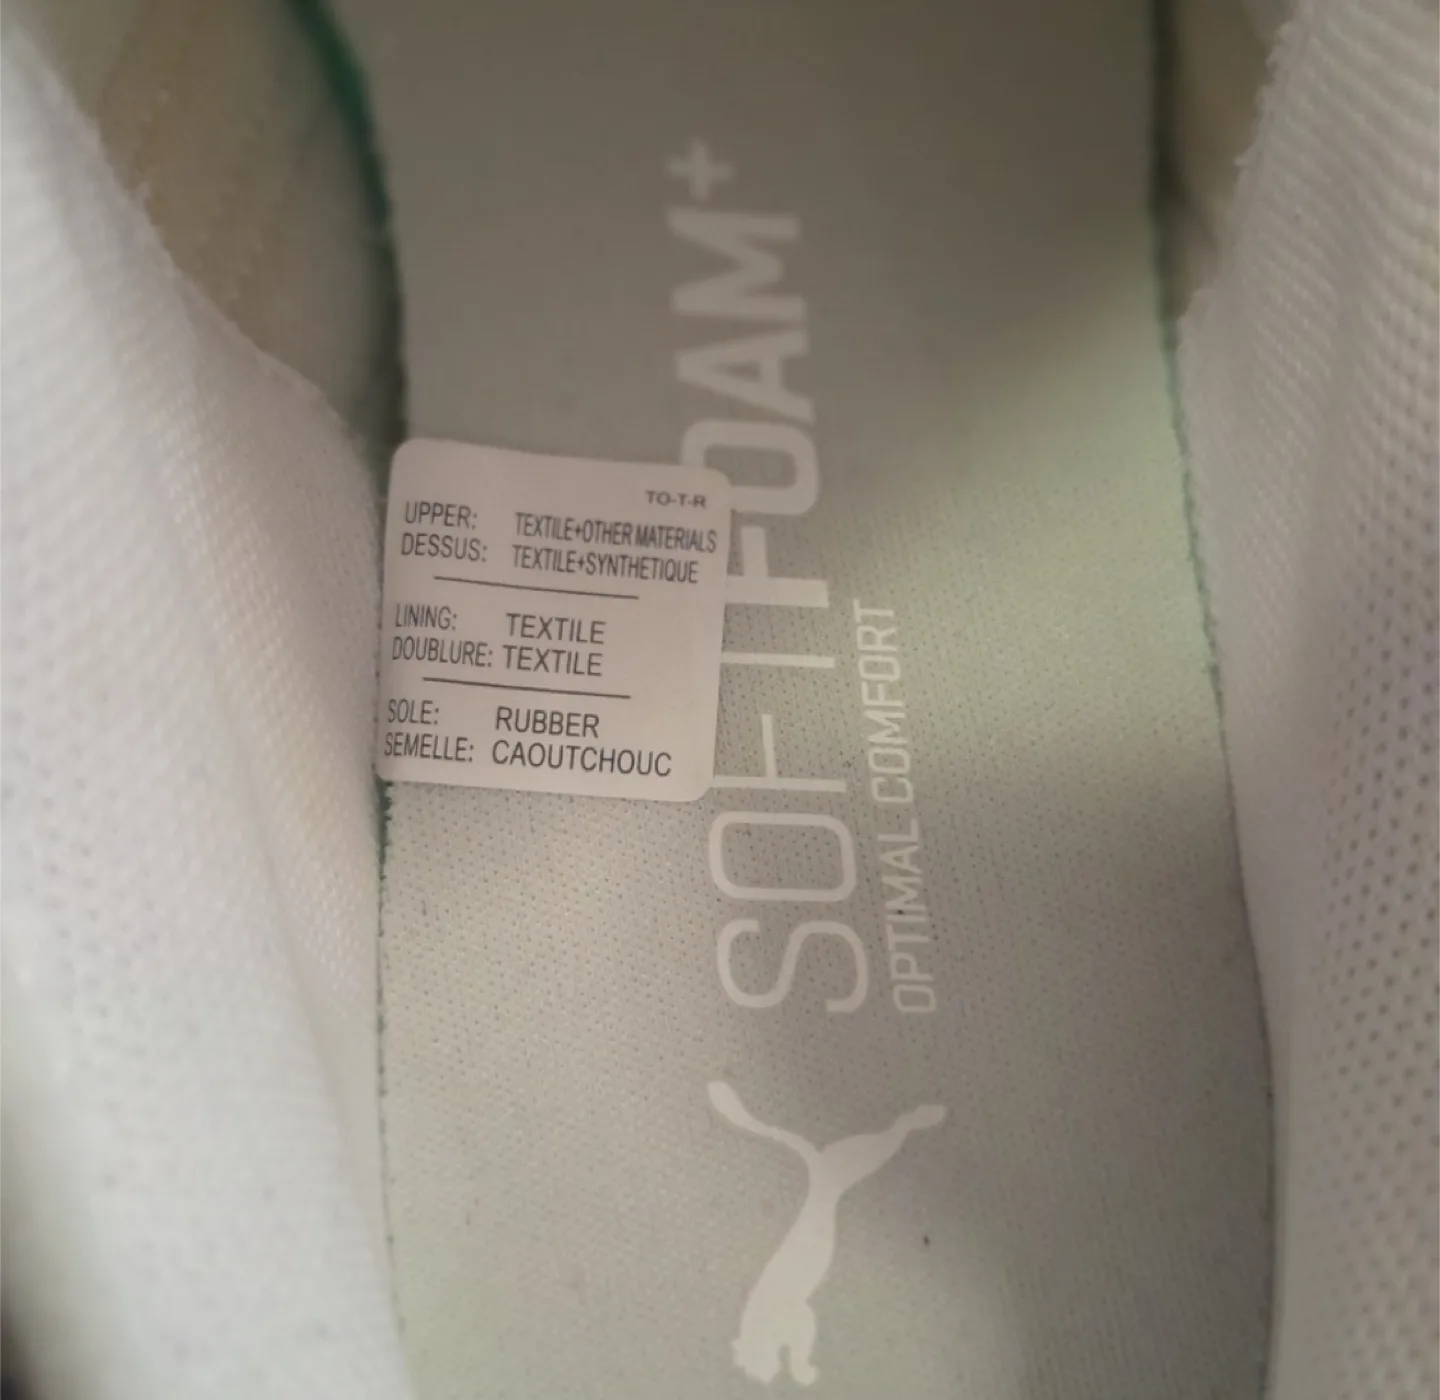 TO-T-R
UPPER: TEXTILE+OTHER MATERIALS
DESSUS: TEXTILE+SYNTHETIQUE
LINING: TEXTILE
DOUBLURE: TEXTILE
SOLE: RUBBER
SEMELLE: CAOUTCHOUC
SOFTFOAM+
OPTIMAL COMFORT